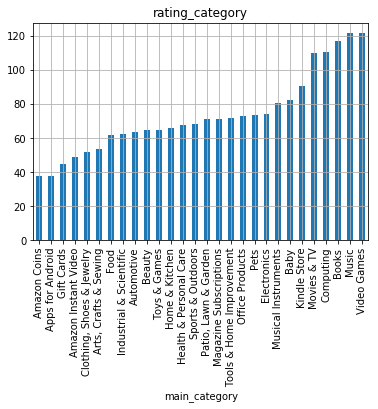 rating_category
120
100
80
60
40
20
0
Amazon Coins
Apps for Android
Gift Cards
Amazon Instant Video
Clothing, Shoes & Jewelry
Arts, Crafts & Sewing
Food
Industrial & Scientific
Automotive
Beauty
Toys & Games
Home & Kitchen
Health & Personal Care
Sports & Outdoors
Patio, Lawn & Garden
Magazine Subscriptions
Tools & Home Improvement
Office Products
Pets
Electronics
Musical Instruments
Baby
Kindle Store
Movies & TV
Computing
Books
Music
Video Games
main_category